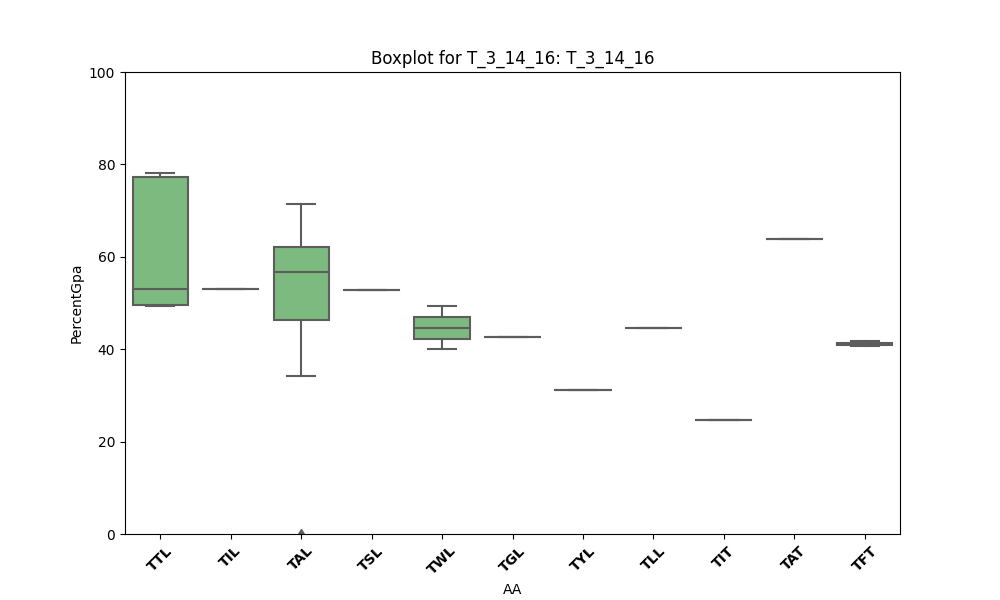 Boxplot for T_3_14_16: T_3_14_16
PercentGpa
100
80
60
40
20
0
TTL TIL TAL TSL TWL TGL TYL TLL TIT TAT TFT
AA